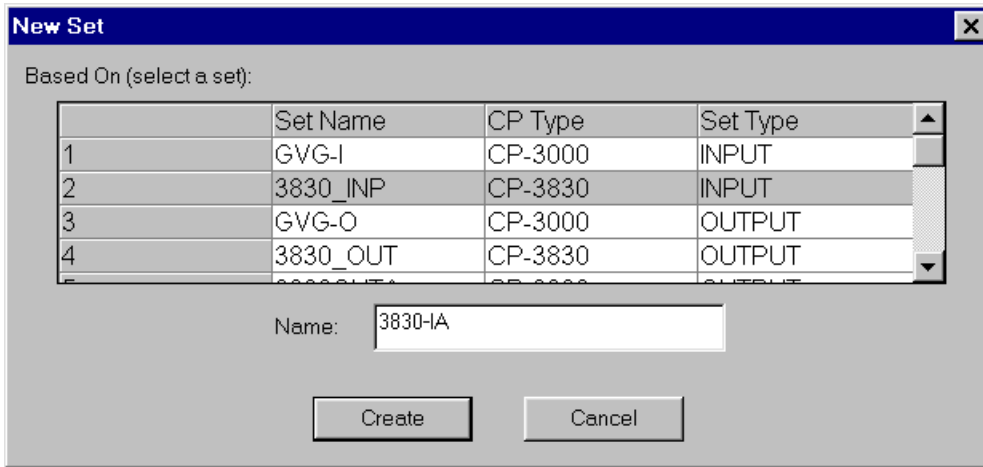 New Set
Based On (select a set):
Set Name CP Type Set Type
1 GVG-I CP-3000 INPUT
2 3830_INP CP-3830 INPUT
3 GVG-O CP-3000 OUTPUT
4 3830_OUT CP-3830 OUTPUT
Name: 3830-IA
Create Cancel